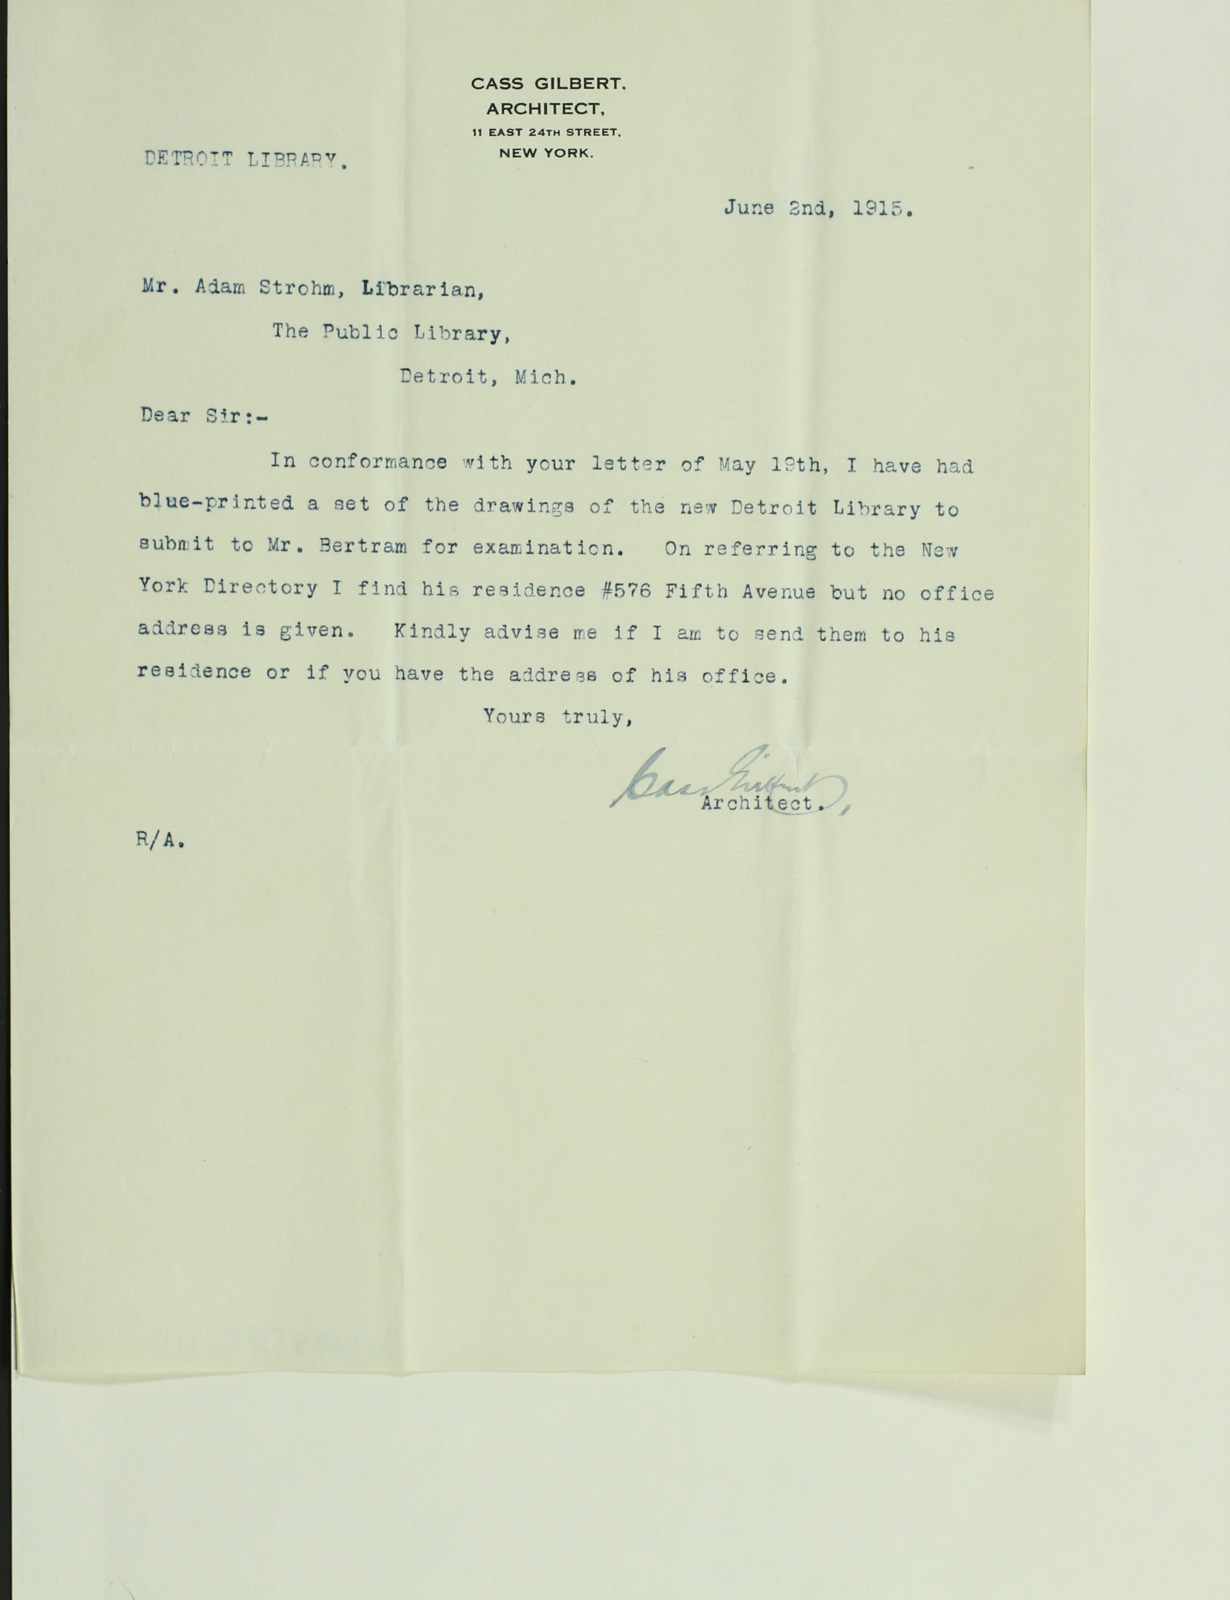 CASS GILBERT,
ARCHITECT,
11 EAST 24TH STREET,
NEW YORK.
DETROIT LIBRARY.
June 2nd, 1915.
Mr. Adam Strohm, Librarian,
The Public Library,
Detroit, Mich.
Dear Sir:-
In conformance with your letter of May 19th, I have had
blue-printed a set of the drawings of the new Detroit Library to
submit to Mr. Bertram for examination. On referring to the New
York Directory I find his residence #576 Fifth Avenue but no office
address is given. Kindly advise me if I am to send them to his
residence or if you have the address of his office.
Yours truly,
Cass Gilbert
Architect.
R/A.